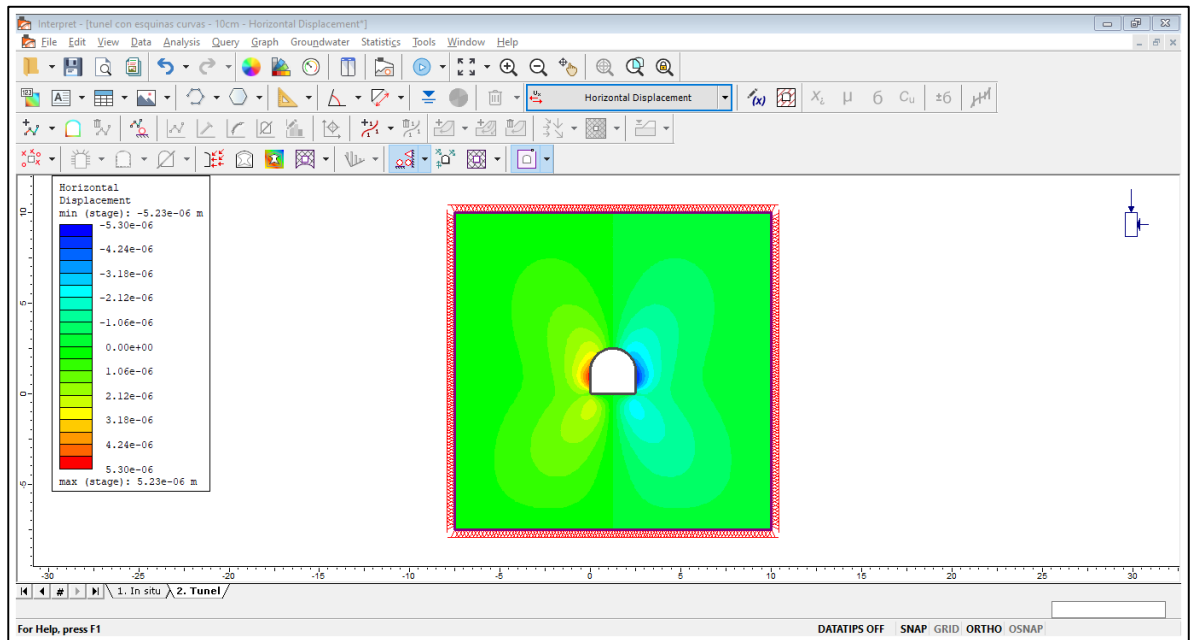 Interpret - [tunel con esquinas curvas - 10cm - Horizontal Displacement*]
File Edit View Data Analysis Query Graph Groundwater Statistics Tools Window Help
Horizontal Displacement
Horizontal
Displacement
min (stage): -5.23e-06 m
-5.30e-06
-4.24e-06
-3.18e-06
-2.12e-06
-1.06e-06
0.00e+00
1.06e-06
2.12e-06
3.18e-06
4.24e-06
5.30e-06
max (stage): 5.23e-06 m
10
5
0
-5
-30 -25 -20 -15 -10 -5 0 5 10 15 20 25 30
1. In situ 2. Tunel
For Help, press F1 DATATIPS OFF SNAP GRID ORTHO OSNAP